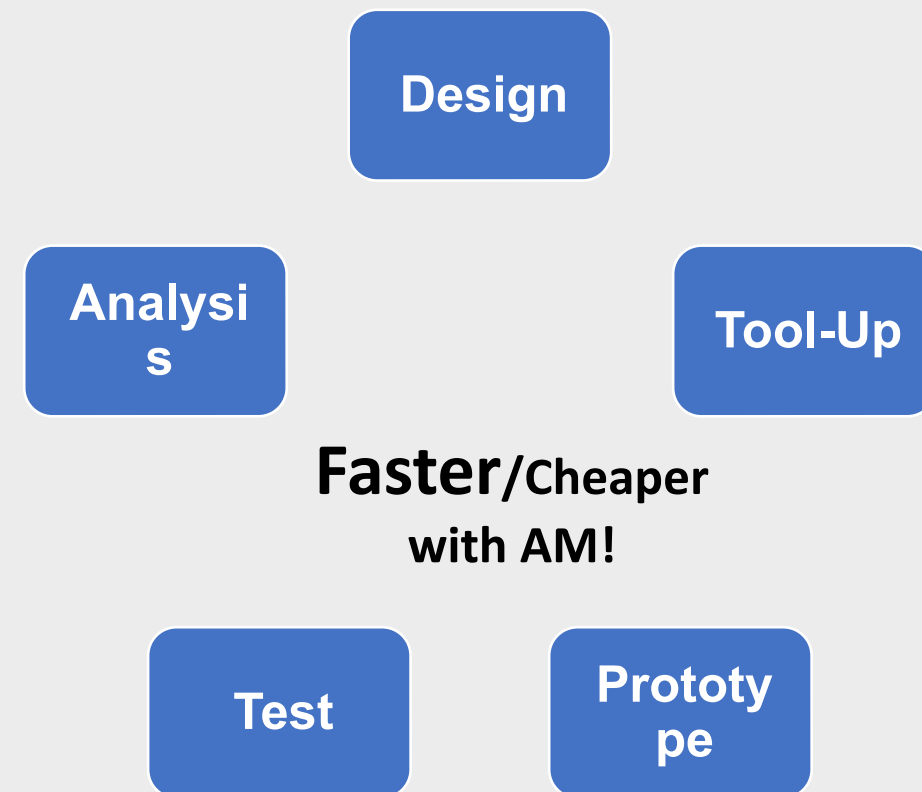 Design
Analysi
s
Tool-Up
Faster/Cheaper
with AM!
Test
Prototy
pe